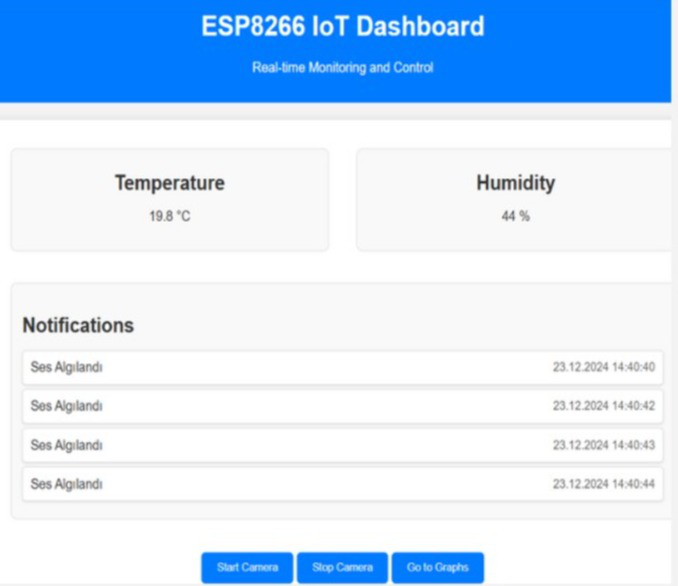 ESP8266 IoT Dashboard
Real-time Monitoring and Control
Temperature
19.8 °C
Humidity
44 %
Notifications
Ses Algılandı 23.12.2024 14:40:40
Ses Algılandı 23.12.2024 14:40:42
Ses Algılandı 23.12.2024 14:40:43
Ses Algılandı 23.12.2024 14:40:44
Start Camera Stop Camera Go to Graphs